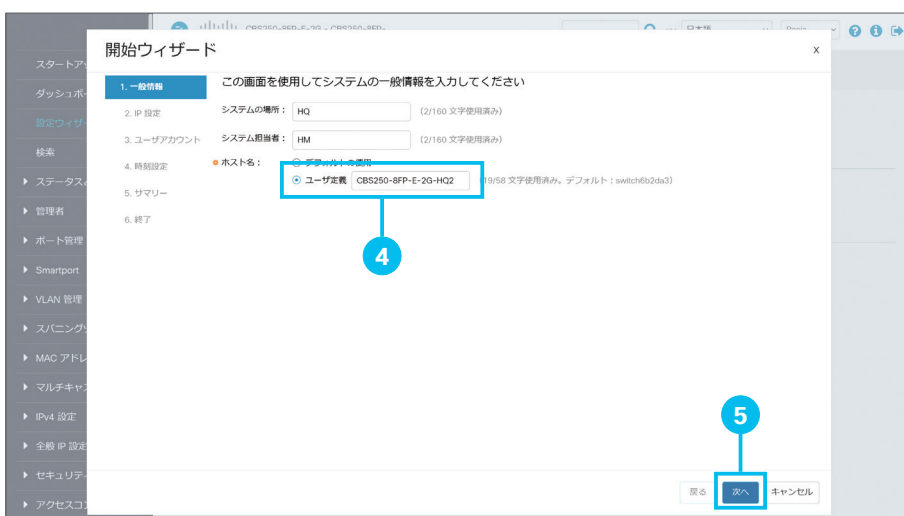 CBS250-8FP-E-2G - CBS250-8FP-
日本語
開始ウィザード
X
スタートア
ダッシュボ
設定ウィザ
検索
ステータス
管理者
ポート管理
Smartport
VLAN 管理
スパニング
MAC アドレ
マルチキャス
IPv4 設定
全般 IP 設定
セキュリテ
アクセスコ
1. 一般情報
2. IP 設定
3. ユーザアカウント
4. 時刻設定
5. サマリー
6. 終了
この画面を使用してシステムの一般情報を入力してください
システムの場所: HQ (2/160 文字使用済み)
システム担当者: HM (2/160 文字使用済み)
ホスト名: デフォルトの使用
ユーザ定義 CBS250-8FP-E-2G-HQ2 (19/58 文字使用済み。デフォルト:switch6b2da3)
4
5
戻る 次へ キャンセル